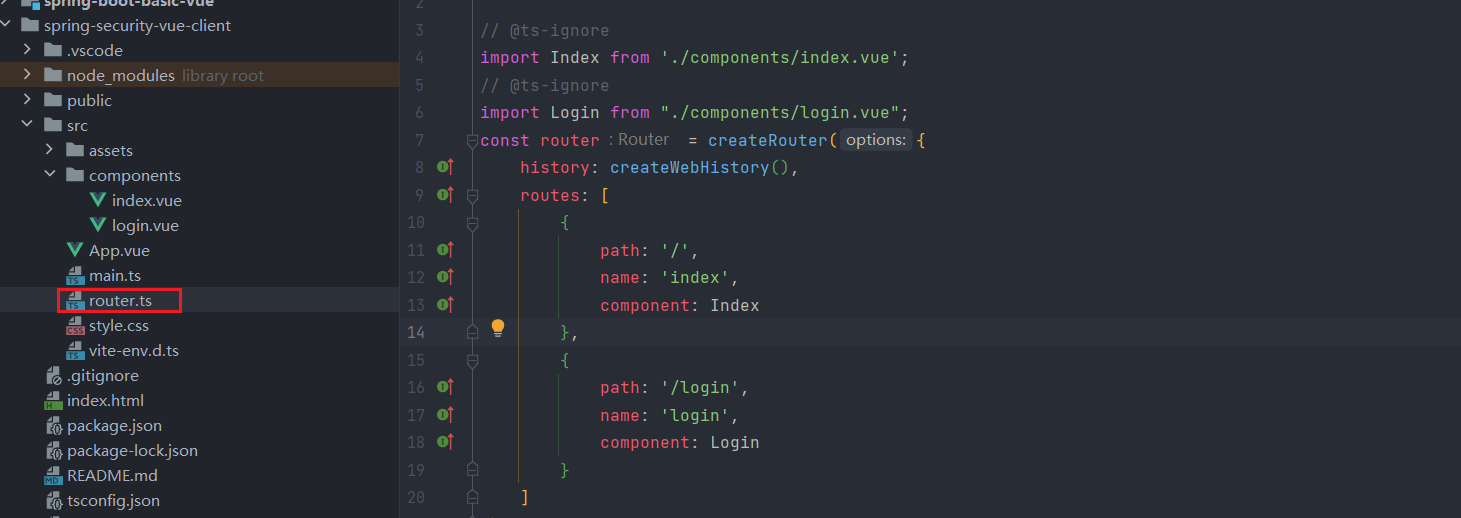 spring-boot-basic-vue
spring-security-vue-client
.vscode
node_modules library root
public
src
assets
components
index.vue
login.vue
App.vue
main.ts
router.ts
style.css
vite-env.d.ts
.gitignore
index.html
package.json
package-lock.json
README.md
tsconfig.json
2
3 // @ts-ignore
4 import Index from './components/index.vue';
5 // @ts-ignore
6 import Login from "./components/login.vue";
7 const router : Router = createRouter( options: {
8 history: createWebHistory(),
9 routes: [
10 {
11 path: '/',
12 name: 'index',
13 component: Index
14 },
15 {
16 path: '/login',
17 name: 'login',
18 component: Login
19 }
20 ]